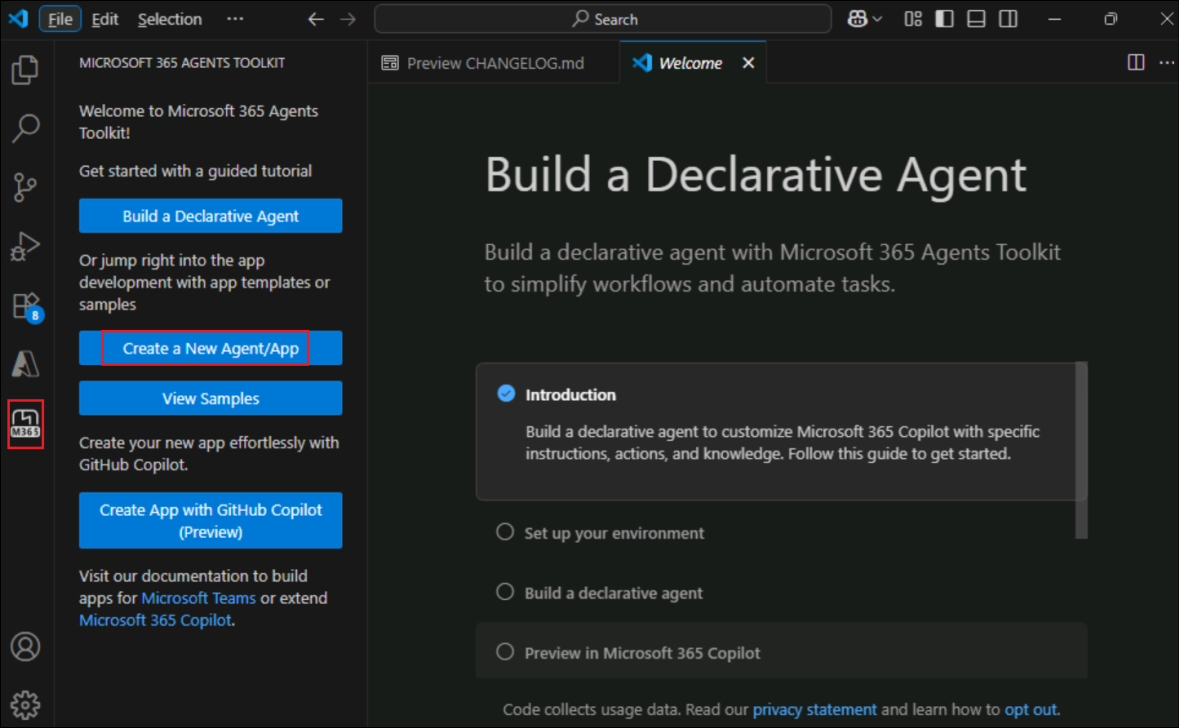 File Edit Selection ··· Search
MICROSOFT 365 AGENTS TOOLKIT
Welcome to Microsoft 365 Agents
Toolkit!
Get started with a guided tutorial
Build a Declarative Agent
Or jump right into the app
development with app templates or
samples
Create a New Agent/App
View Samples
Create your new app effortlessly with
GitHub Copilot.
Create App with GitHub Copilot
(Preview)
Visit our documentation to build
apps for Microsoft Teams or extend
Microsoft 365 Copilot.
8
M365
Preview CHANGELOG.md Welcome
Build a Declarative Agent
Build a declarative agent with Microsoft 365 Agents Toolkit
to simplify workflows and automate tasks.
Introduction
Build a declarative agent to customize Microsoft 365 Copilot with specific
instructions, actions, and knowledge. Follow this guide to get started.
Set up your environment
Build a declarative agent
Preview in Microsoft 365 Copilot
Code collects usage data. Read our privacy statement and learn how to opt out.